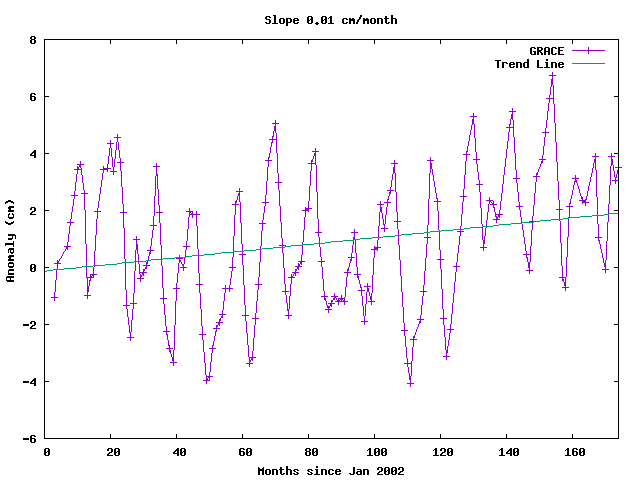 Slope 0.01 cm/month
GRACE
Trend Line
8
6
4
2
0
-2
-4
-6
Anomaly (cm)
0 20 40 60 80 100 120 140 160
Months since Jan 2002